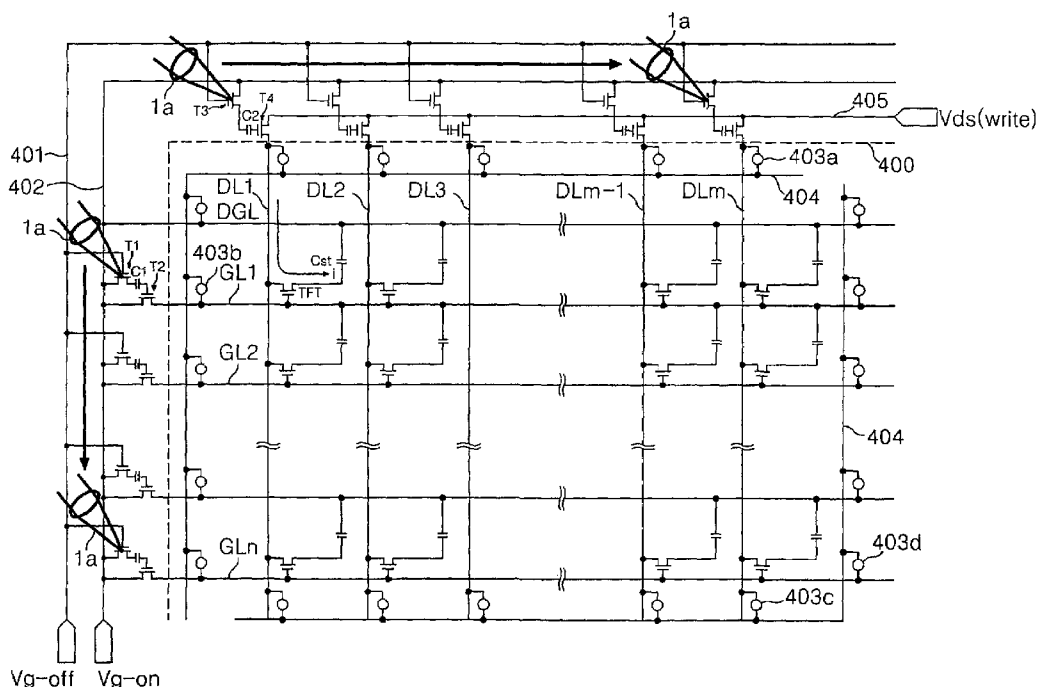 1a
1a
T3
C2
T4
405
Vds(write)
401
403a
400
402
DL1
DL2
DL3
DLm-1
DLm
404
DGL
1a
T1
C1
T2
403b
GL1
Cst
i
TFT
GL2
404
1a
GLn
403d
403c
Vg-off
Vg-on